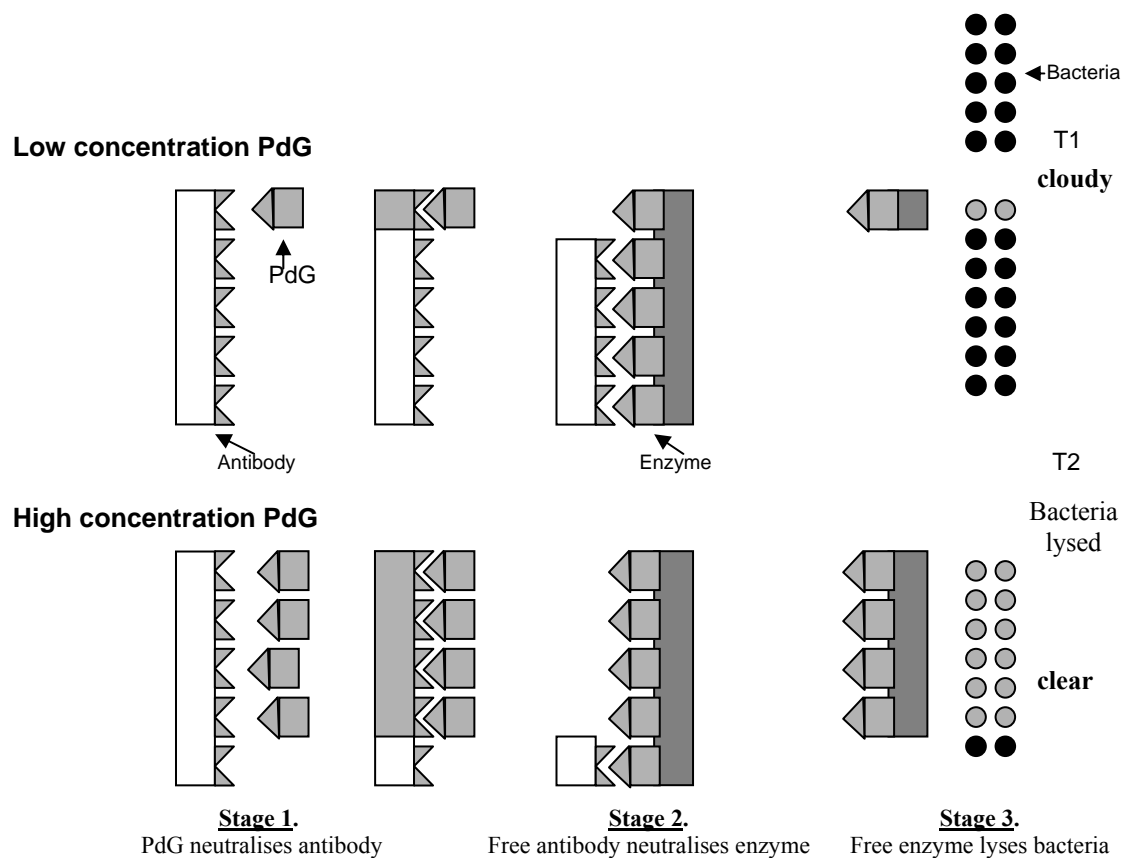 Bacteria
Low concentration PdG
T1
cloudy
PdG
Antibody
Enzyme
T2
High concentration PdG
Bacteria
lysed
clear
Stage 1.
PdG neutralises antibody
Stage 2.
Free antibody neutralises enzyme
Stage 3.
Free enzyme lyses bacteria